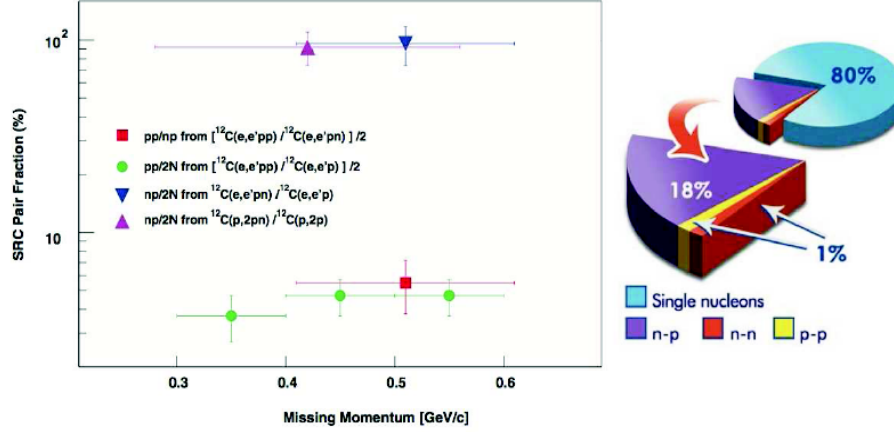 10²
10
SRC Pair Fraction (%)
pp/np from [¹²C(e,e'pp) /¹²C(e,e'pn) ] /2
pp/2N from [¹²C(e,e'pp) /¹²C(e,e'p) ] /2
np/2N from ¹²C(e,e'pn) /¹²C(e,e'p)
np/2N from ¹²C(p,2pn) /¹²C(p,2p)
0.3 0.4 0.5 0.6
Missing Momentum [GeV/c]
80%
18%
1%
Single nucleons
n-p n-n p-p